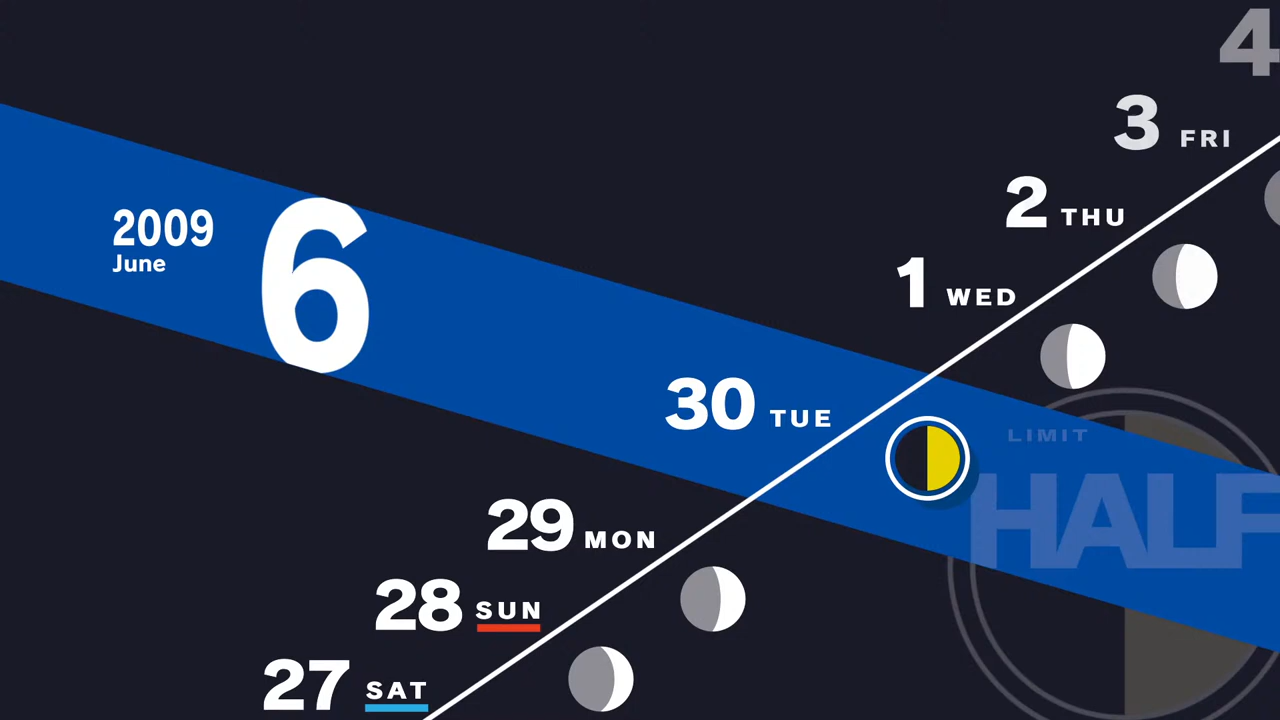 4
3 FRI
2 THU
1 WED
2009
June
6
30 TUE
LIMIT
HALF
29 MON
28 SUN
27 SAT